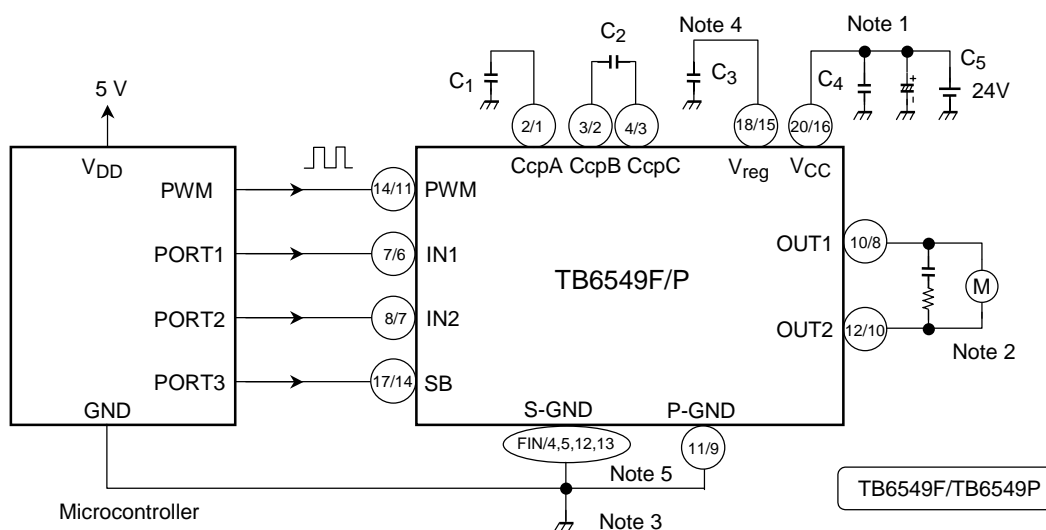 Note 1
C2
Note 4
C1
C3
C4
C5
5 V
+
-
24V
2/1
3/2
4/3
18/15
20/16
VDD
CcpA
CcpB
CcpC
Vreg
VCC
PWM
14/11
PWM
PORT1
7/6
IN1
OUT1
10/8
TB6549F/P
M
PORT2
8/7
IN2
OUT2
12/10
Note 2
PORT3
17/14
SB
GND
S-GND
P-GND
FIN/4,5,12,13
11/9
Note 5
TB6549F/TB6549P
Microcontroller
Note 3